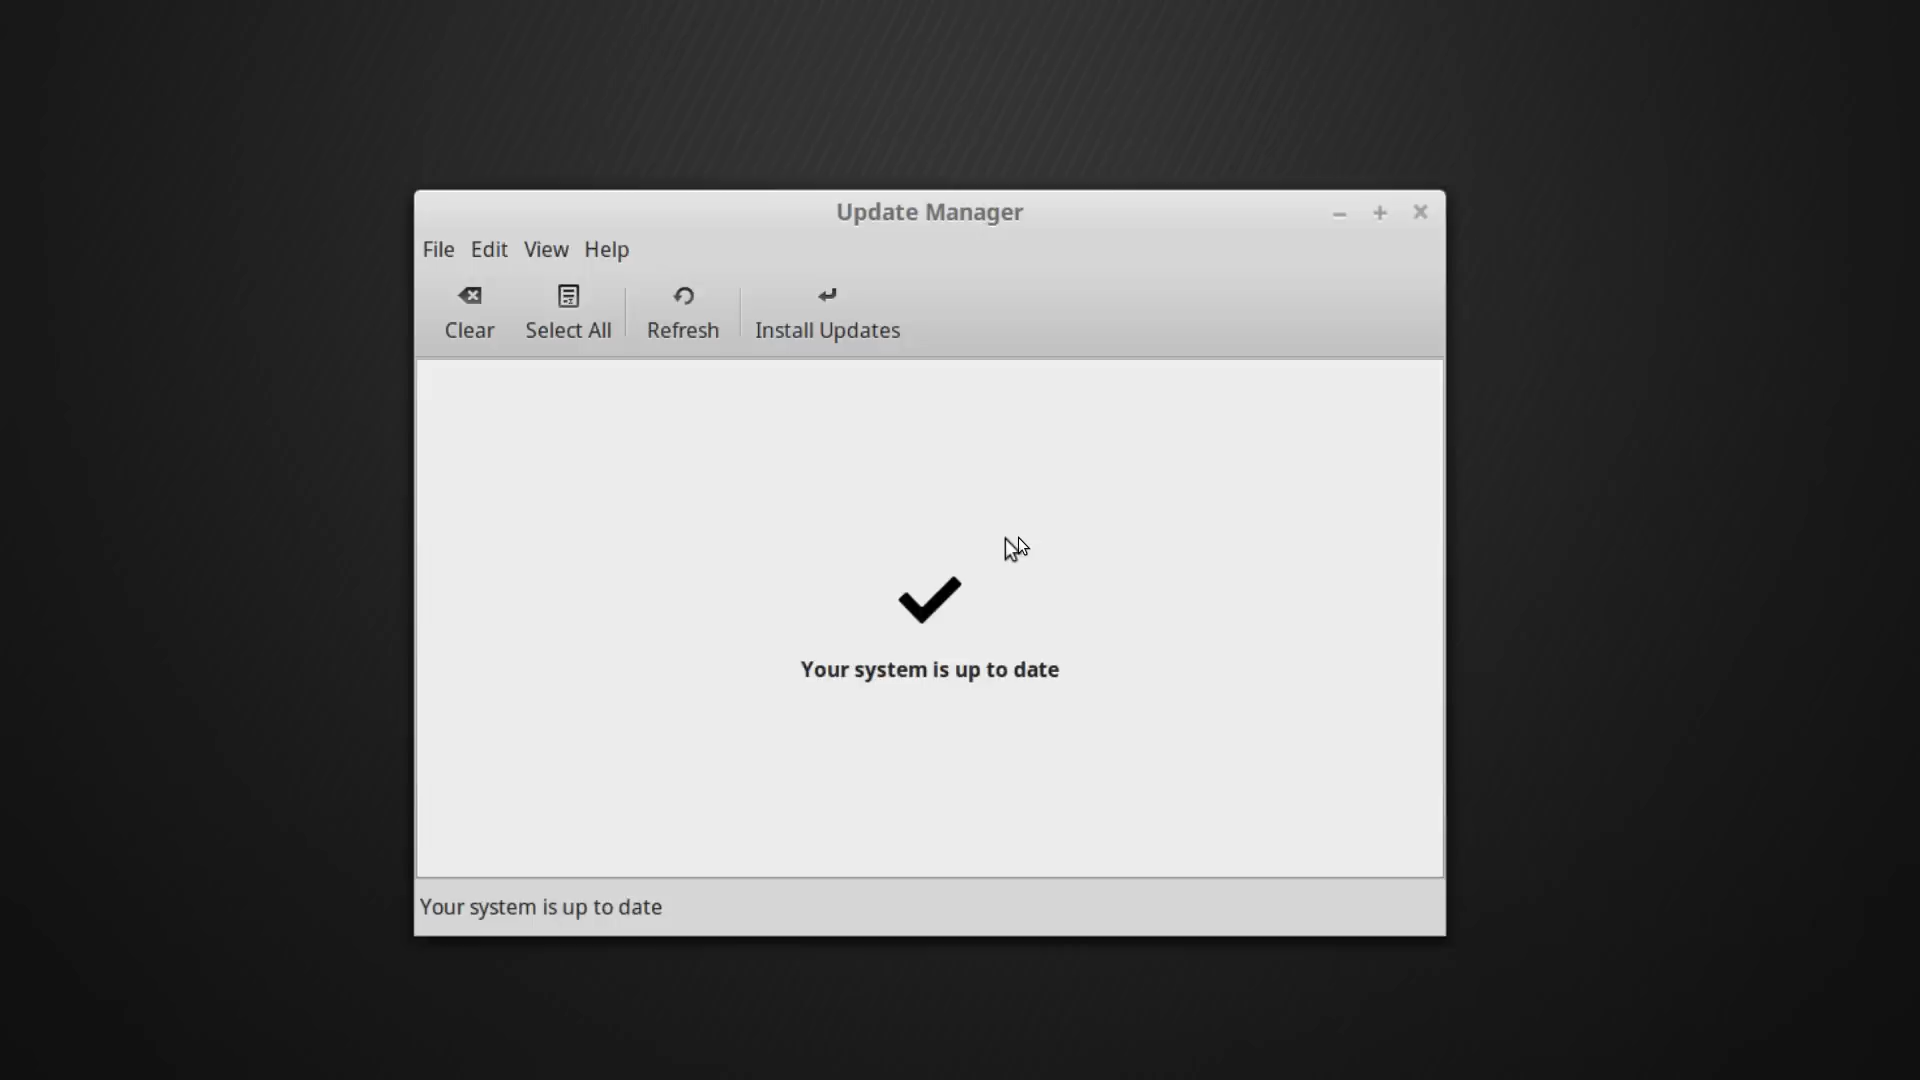 Update Manager
File Edit View Help
Clear Select All Refresh Install Updates
Your system is up to date
Your system is up to date